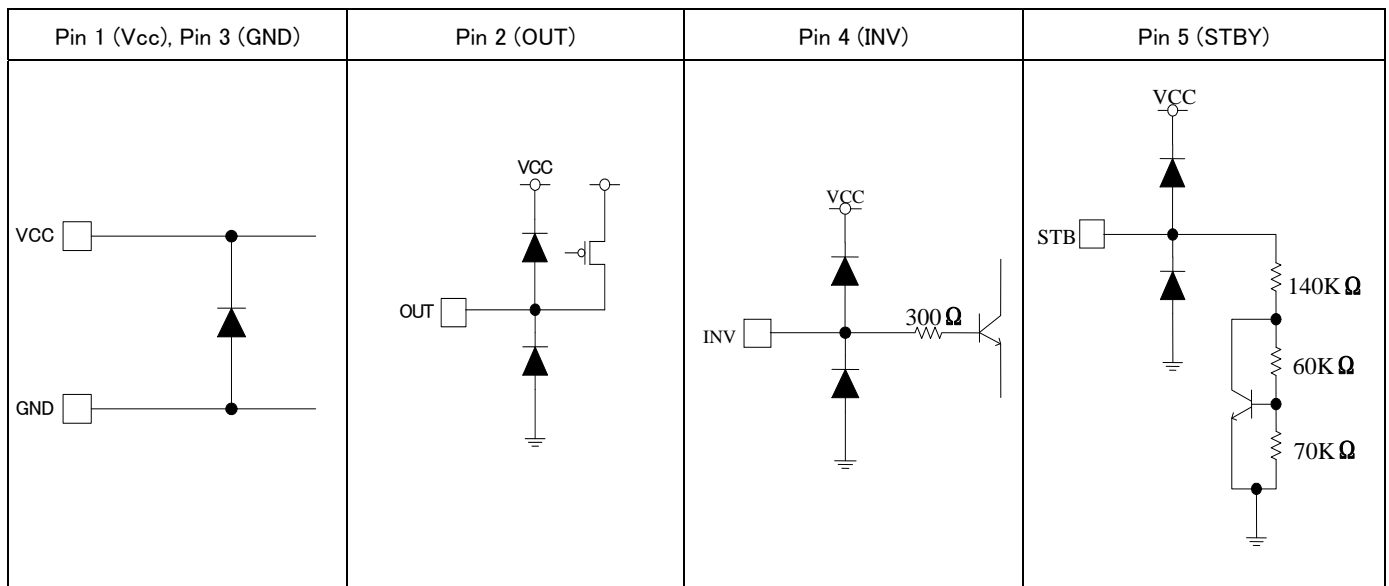 Pin 1 (Vcc), Pin 3 (GND)
Pin 2 (OUT)
Pin 4 (INV)
Pin 5 (STBY)
VCC
GND
VCC
OUT
VCC
INV
300Ω
VCC
STB
140KΩ
60KΩ
70KΩ